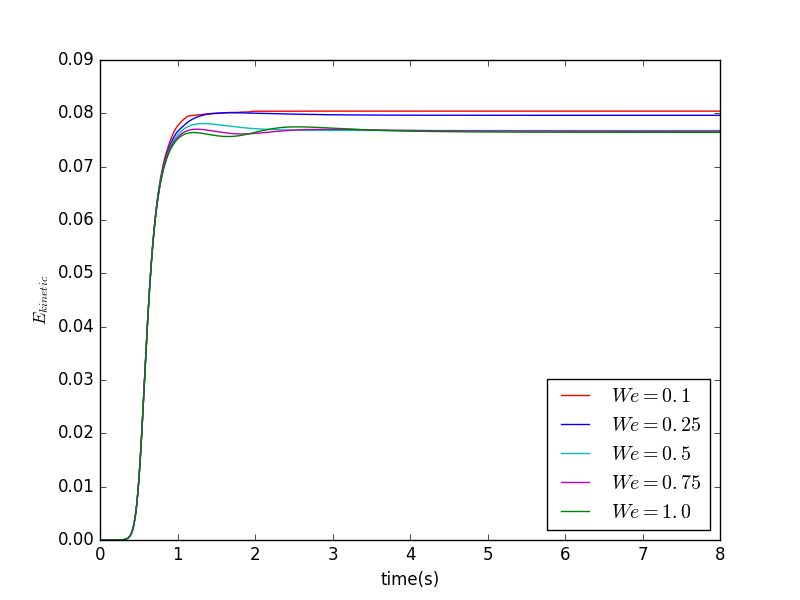 0.09
0.08
0.07
0.06
0.05
0.04
0.03
0.02
0.01
0.00
E_{kinetic}
0 1 2 3 4 5 6 7 8
time(s)
We = 0.1
We = 0.25
We = 0.5
We = 0.75
We = 1.0